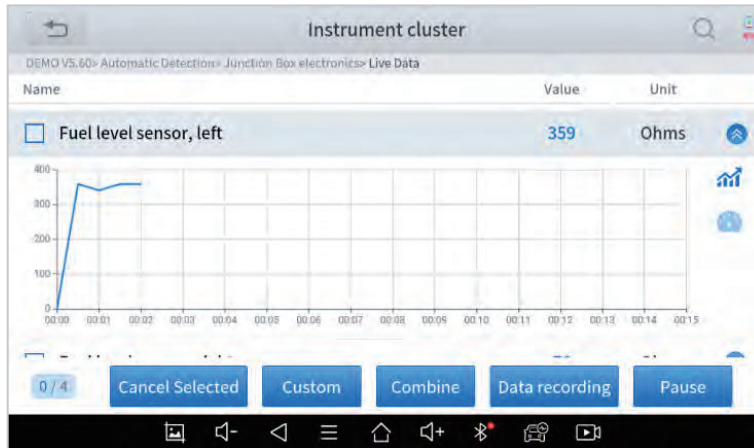 Instrument cluster
DEMO V5.60> Automatic Detection> Junction Box electronics> Live Data
Name Value Unit
Fuel level sensor, left 359 Ohms
400
300
200
100
0
00:00 00:01 00:02 00:03 00:04 00:05 00:06 00:07 00:08 00:09 00:10 00:11 00:12 00:13 00:14 00:15
0 / 4 Cancel Selected Custom Combine Data recording Pause